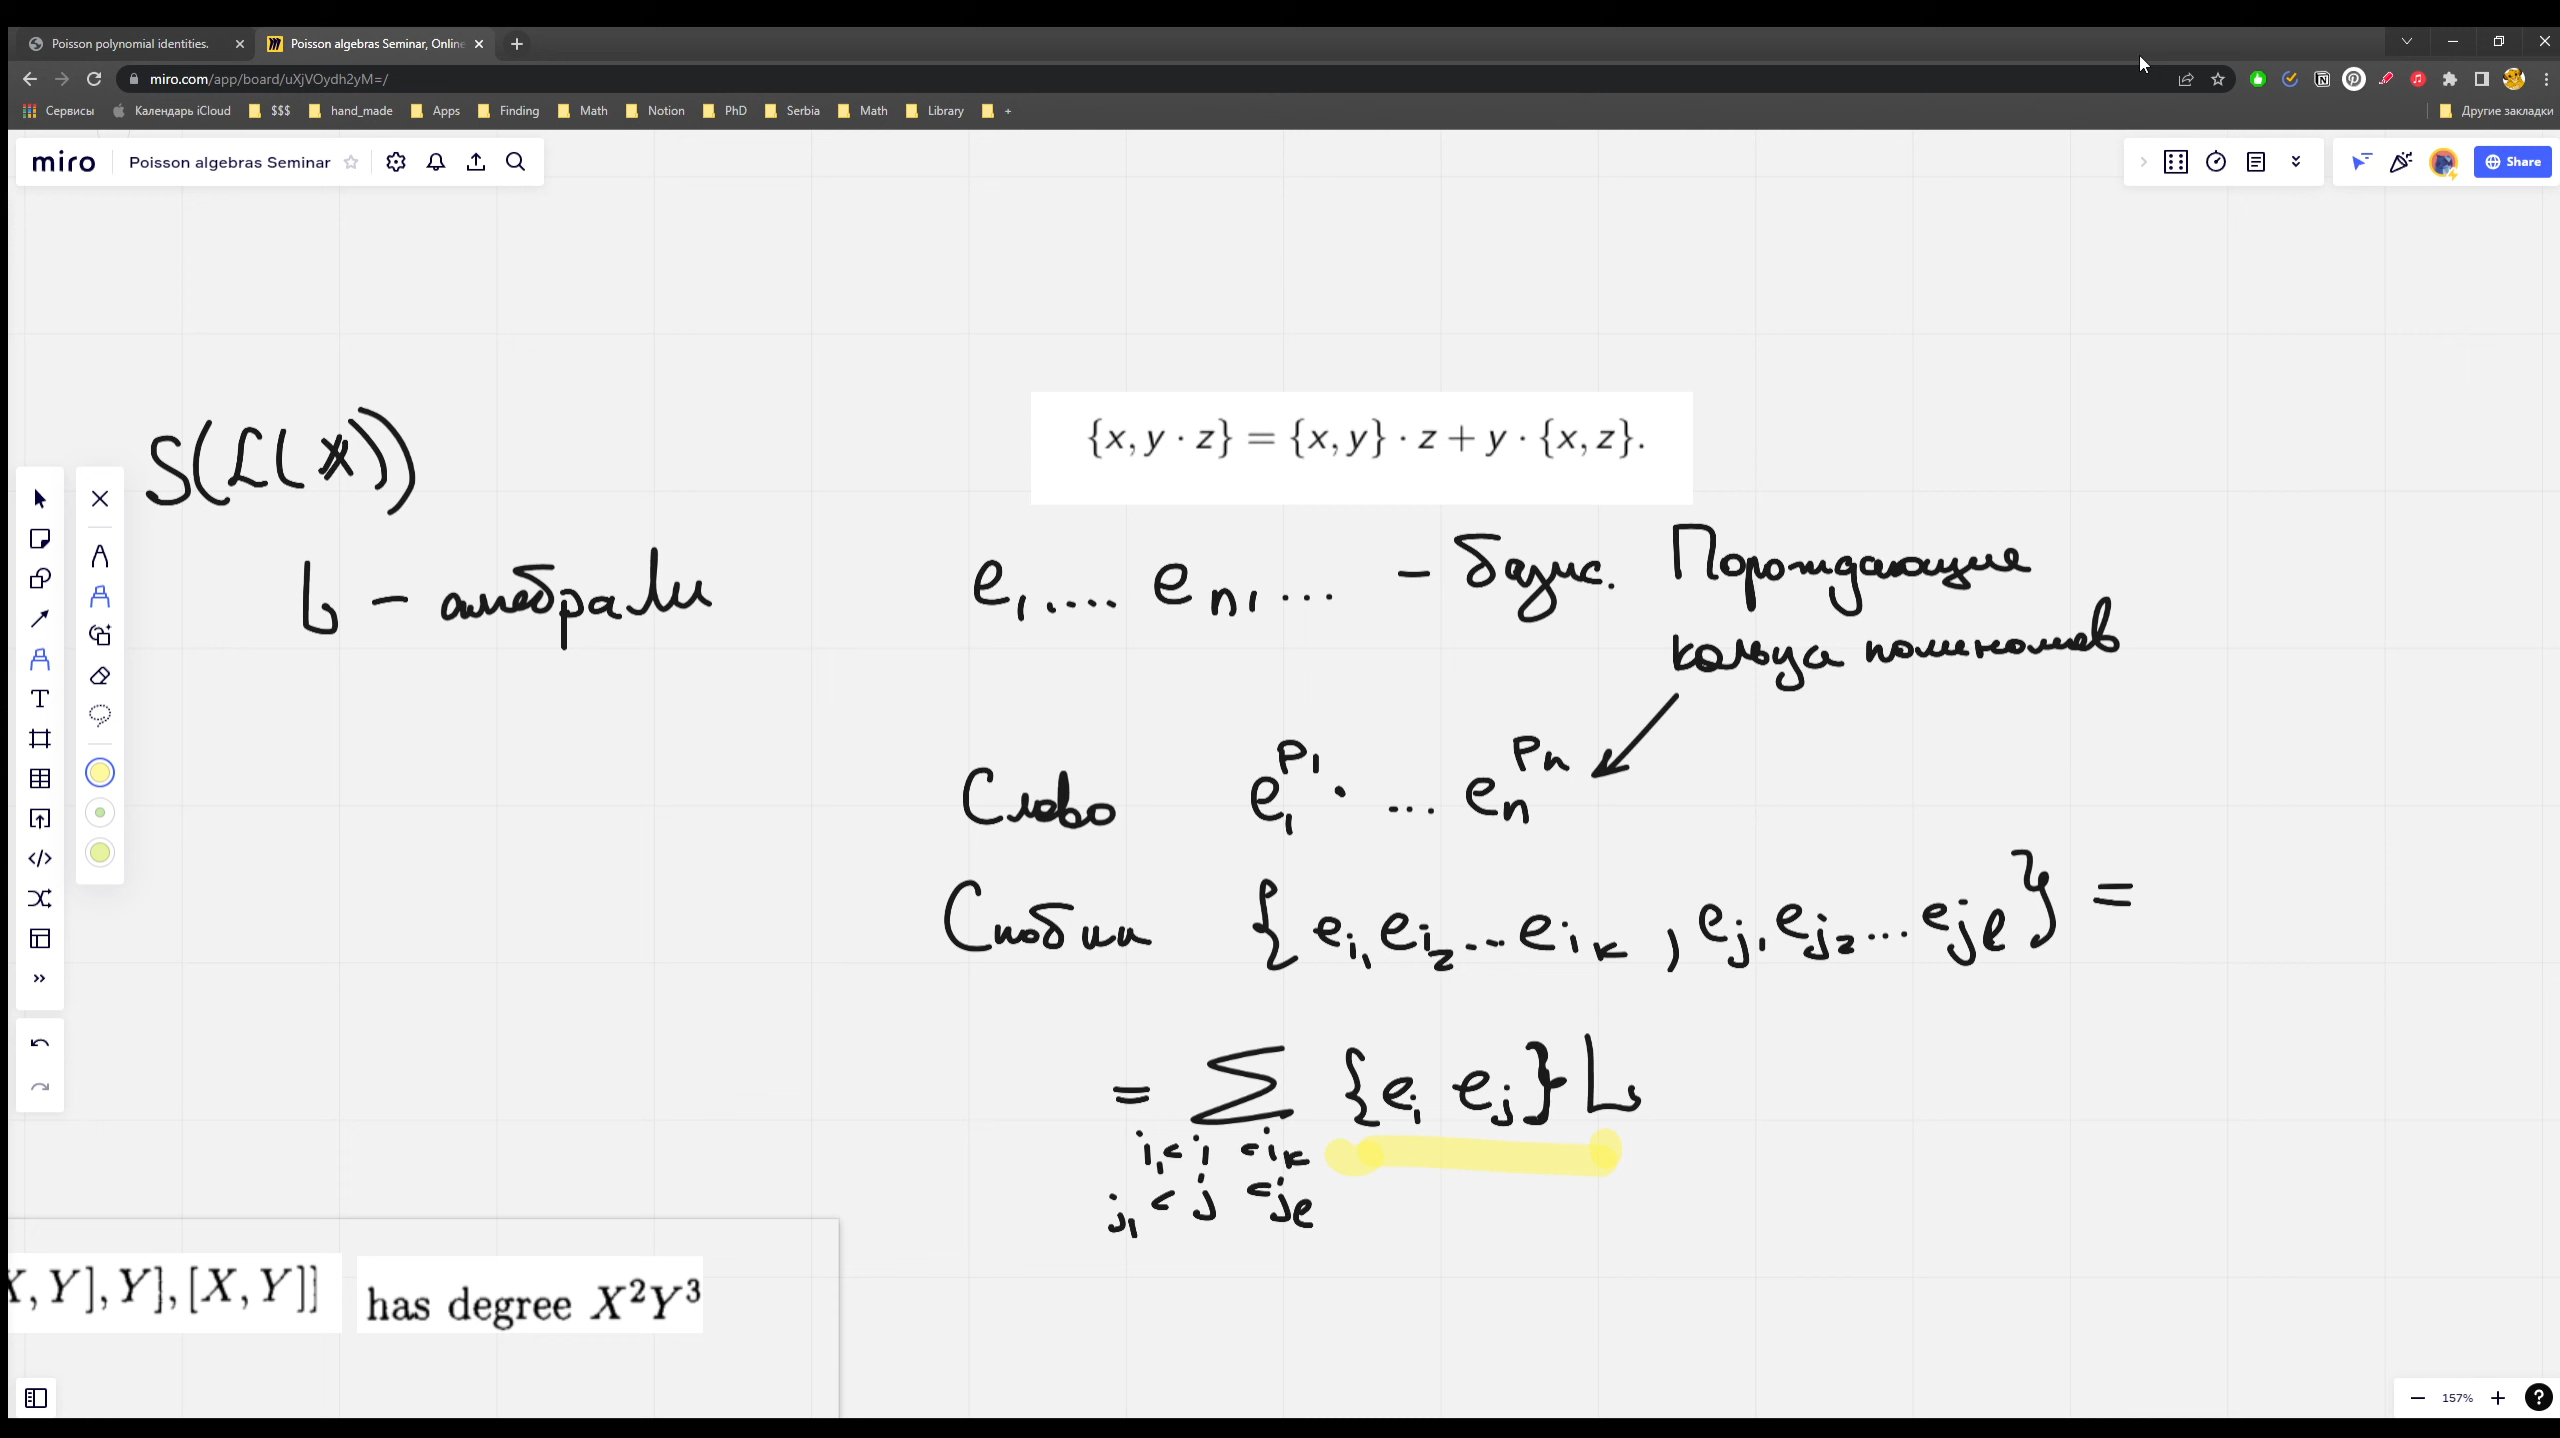 Poisson polynomial identities.
Poisson algebras Seminar, Online
miro.com/app/board/uXjVOydh2yM=/
Сервисы Календарь iCloud $$$ hand_made Apps Finding Math Notion PhD Serbia Math Library + Другие закладки
miro Poisson algebras Seminar Share
S(L(X))
{x, y · z} = {x, y} · z + y · {x, z}.
L - алгебра Ли
e₁, .... eₙ, ... - базис. Порождающие
кольца полиномов
Слово e₁^P₁ · ... eₙ^Pₙ
Скобки {e_i₁ e_i₂ ... e_iₖ , e_j₁ e_j₂ ... e_jℓ} =
= ∑ {e_i e_j} L
i₁ < i < iₖ
j₁ < j < jℓ
X, Y], Y], [X, Y]] has degree X²Y³
157%